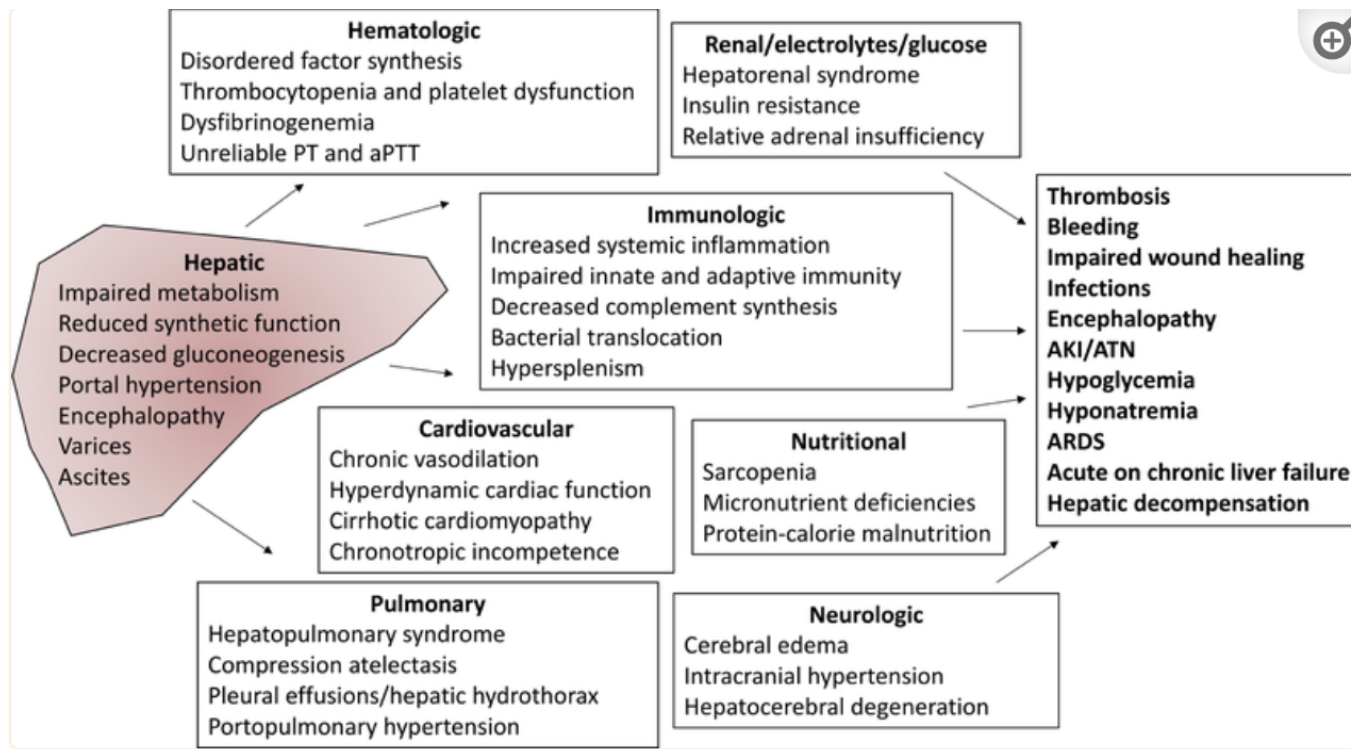 Hematologic
Disordered factor synthesis
Thrombocytopenia and platelet dysfunction
Dysfibrinogenemia
Unreliable PT and aPTT
Renal/electrolytes/glucose
Hepatorenal syndrome
Insulin resistance
Relative adrenal insufficiency
Hepatic
Impaired metabolism
Reduced synthetic function
Decreased gluconeogenesis
Portal hypertension
Encephalopathy
Varices
Ascites
Immunologic
Increased systemic inflammation
Impaired innate and adaptive immunity
Decreased complement synthesis
Bacterial translocation
Hypersplenism
Cardiovascular
Chronic vasodilation
Hyperdynamic cardiac function
Cirrhotic cardiomyopathy
Chronotropic incompetence
Nutritional
Sarcopenia
Micronutrient deficiencies
Protein-calorie malnutrition
Pulmonary
Hepatopulmonary syndrome
Compression atelectasis
Pleural effusions/hepatic hydrothorax
Portopulmonary hypertension
Neurologic
Cerebral edema
Intracranial hypertension
Hepatocerebral degeneration
Thrombosis
Bleeding
Impaired wound healing
Infections
Encephalopathy
AKI/ATN
Hypoglycemia
Hyponatremia
ARDS
Acute on chronic liver failure
Hepatic decompensation